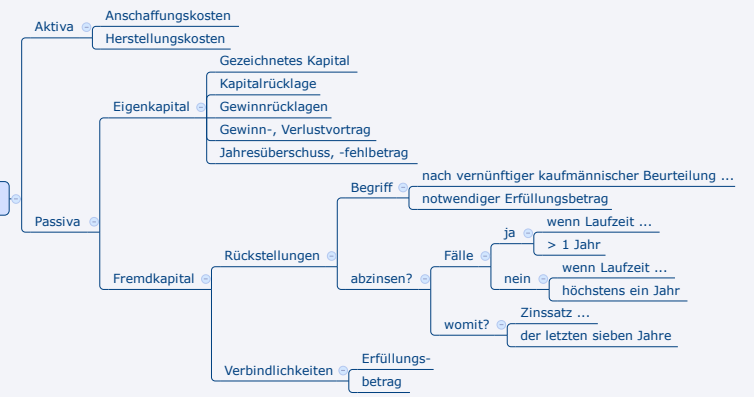 Aktiva
Anschaffungskosten
Herstellungskosten
Passiva
Eigenkapital
Gezeichnetes Kapital
Kapitalrücklage
Gewinnrücklagen
Gewinn-, Verlustvortrag
Jahresüberschuss, -fehlbetrag
Fremdkapital
Rückstellungen
Begriff
nach vernünftiger kaufmännischer Beurteilung ...
notwendiger Erfüllungsbetrag
abzinsen?
Fälle
ja
wenn Laufzeit ...
> 1 Jahr
nein
wenn Laufzeit ...
höchstens ein Jahr
womit?
Zinssatz ...
der letzten sieben Jahre
Verbindlichkeiten
Erfüllungs-
betrag